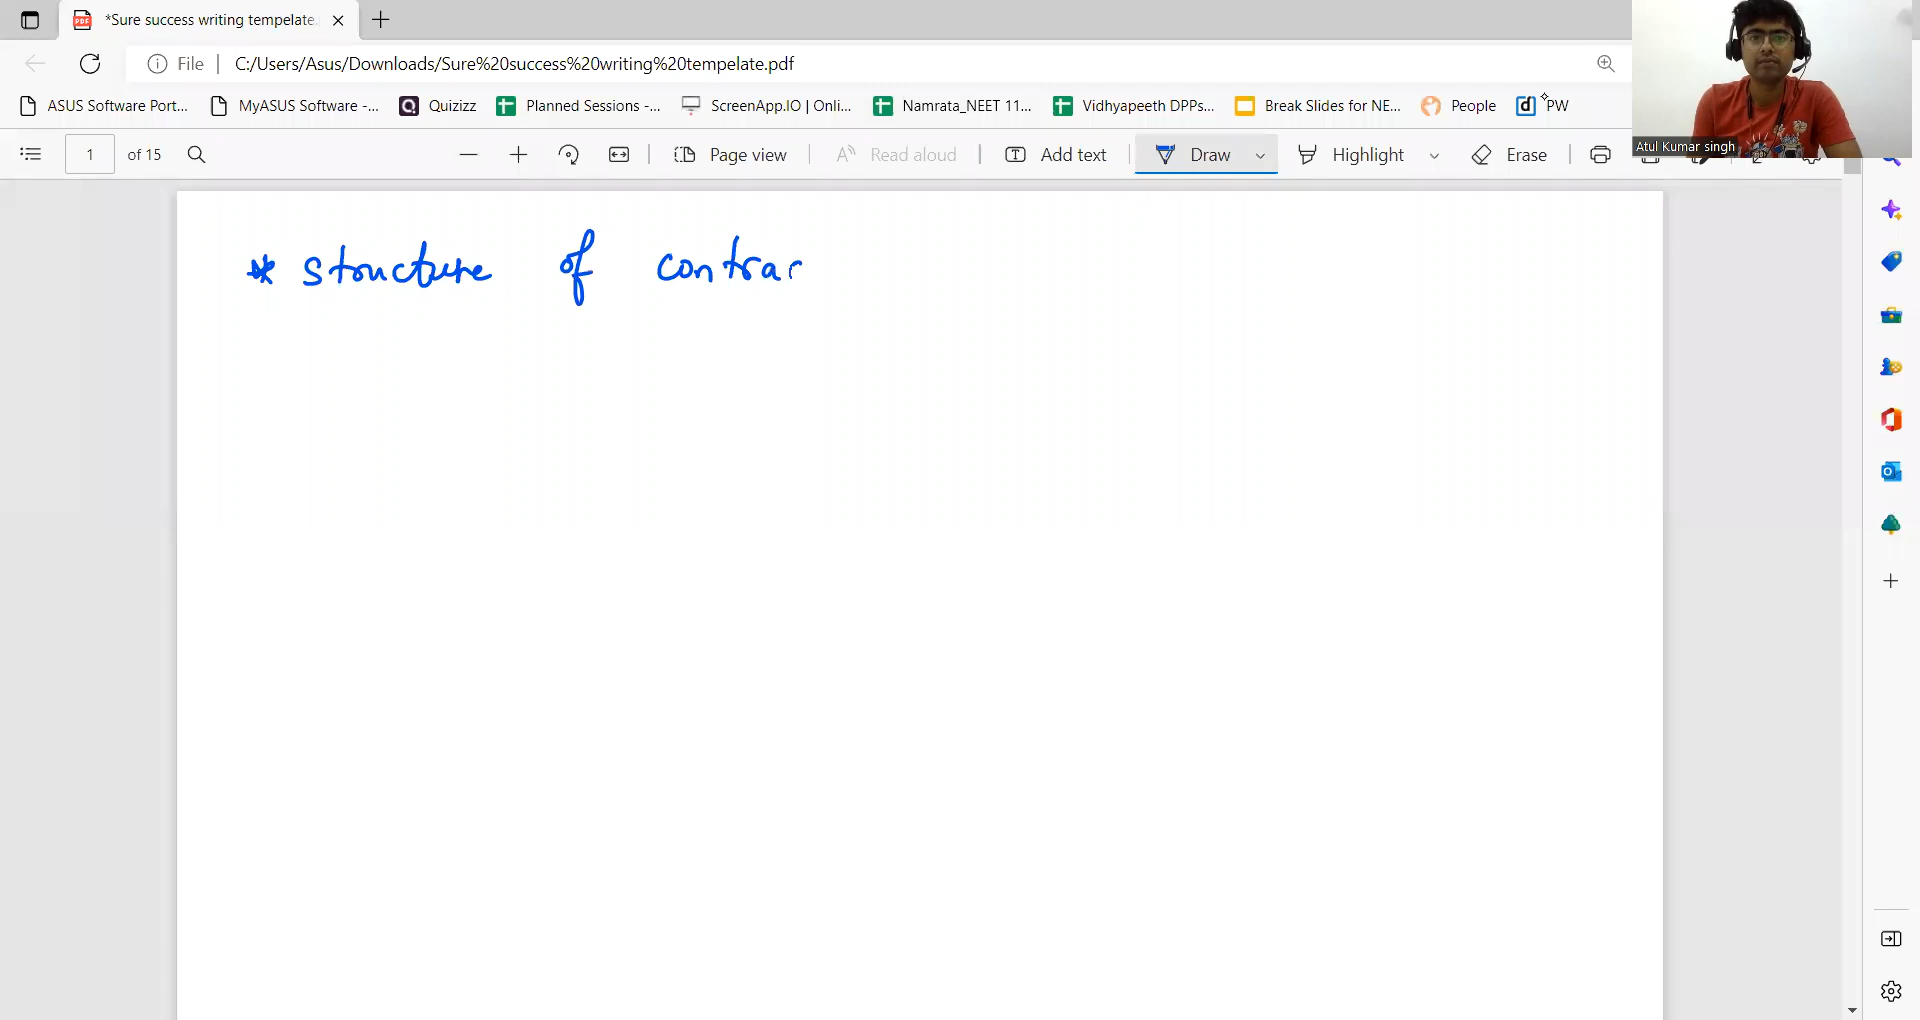 *Sure success writing tempelate.
File C:/Users/Asus/Downloads/Sure%20success%20writing%20tempelate.pdf
ASUS Software Port... MyASUS Software -... Quizizz Planned Sessions -... ScreenApp.IO | Onli... Namrata_NEET 11... Vidhyapeeth DPPs... Break Slides for NE... People PW
1 of 15 Page view Read aloud Add text Draw Highlight Erase
Atul Kumar singh
* structure of contrac